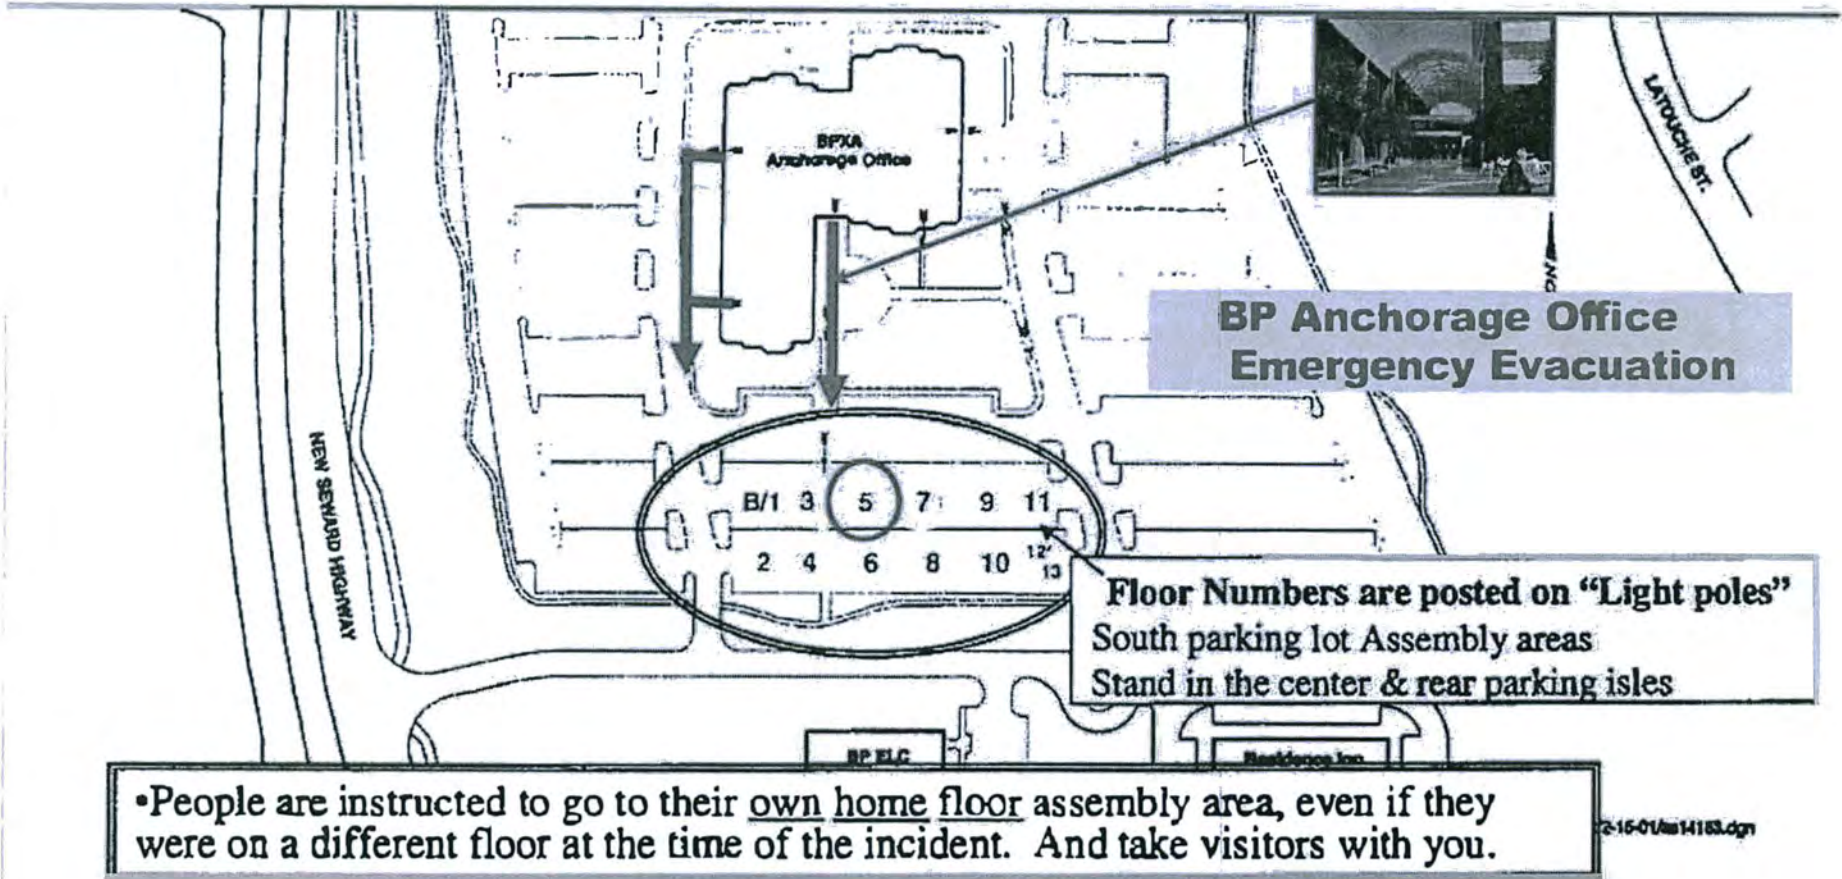 BPXA
Anchorage Office
LATOUCHE ST.
BP Anchorage Office
Emergency Evacuation
NEW SEWARD HIGHWAY
B/1 3 5 7 9 11
2 4 6 8 10 12
13
Floor Numbers are posted on “Light poles”
South parking lot Assembly areas
Stand in the center & rear parking isles
BP ELC
Residence Inn
•People are instructed to go to their own home floor assembly area, even if they
were on a different floor at the time of the incident. And take visitors with you.